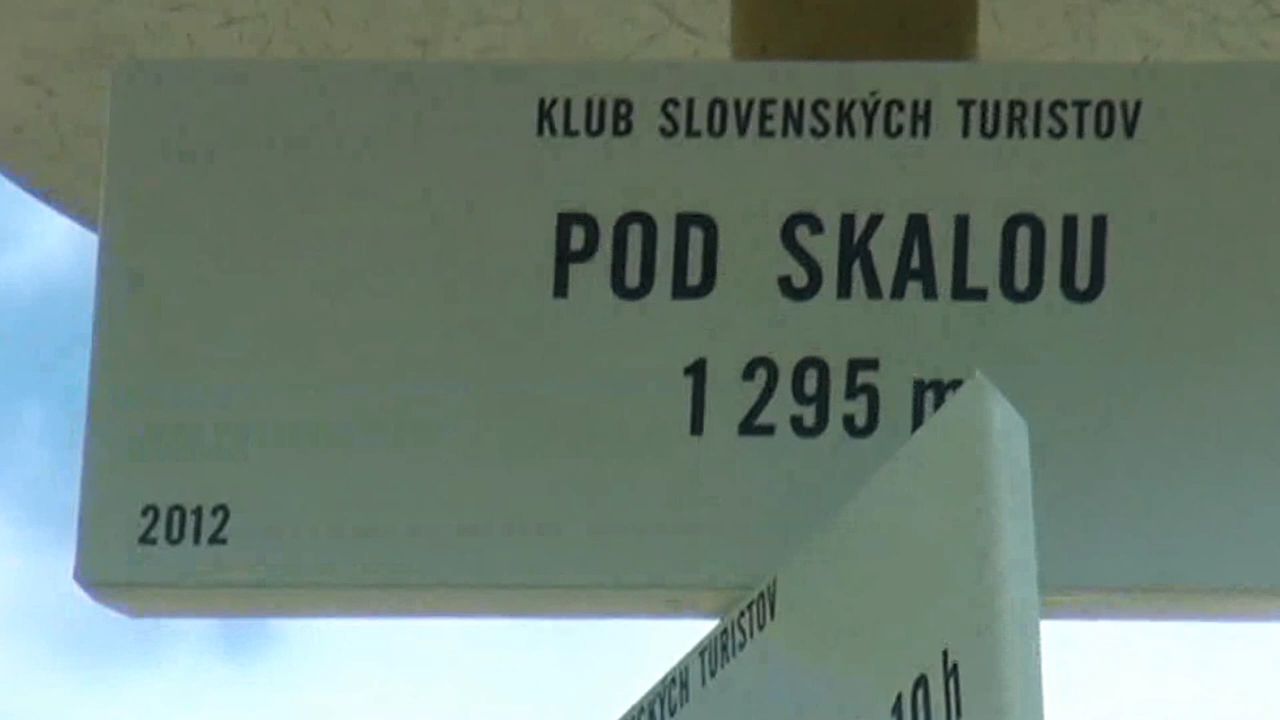 KLUB SLOVENSKÝCH TURISTOV
POD SKALOU
1 295 m
2012
TURISTOV
h